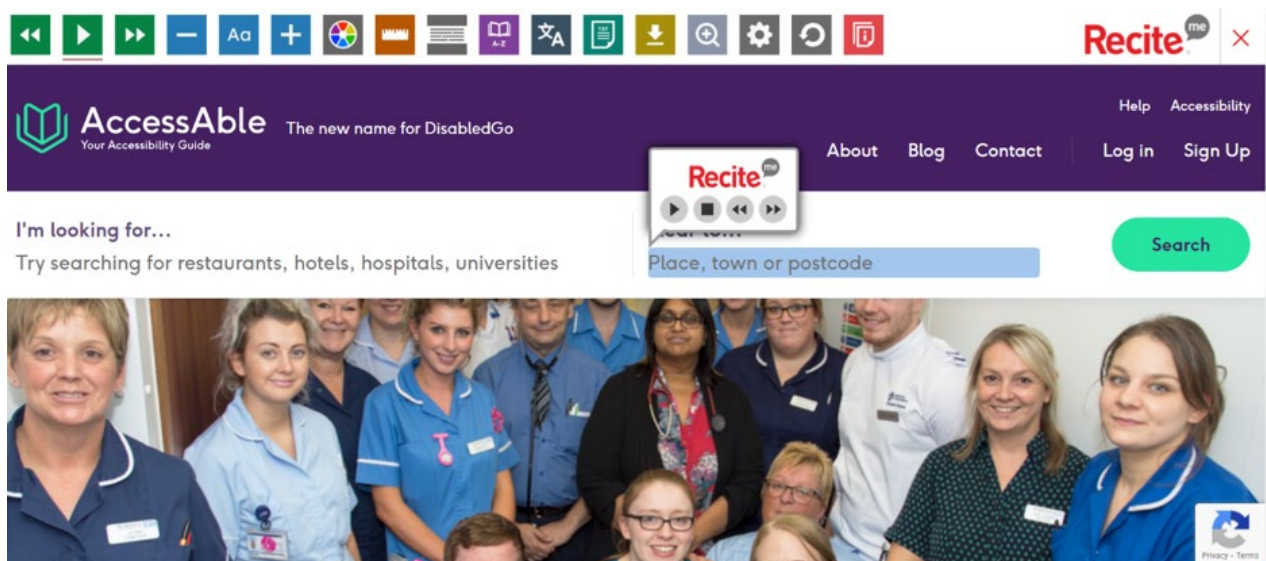 Aa
A-Z
Recite me
AccessAble
Your Accessibility Guide
The new name for DisabledGo
Help Accessibility
About Blog Contact Log in Sign Up
Recite me
I'm looking for...
Try searching for restaurants, hotels, hospitals, universities
to...
Place, town or postcode
Search
Privacy - Terms